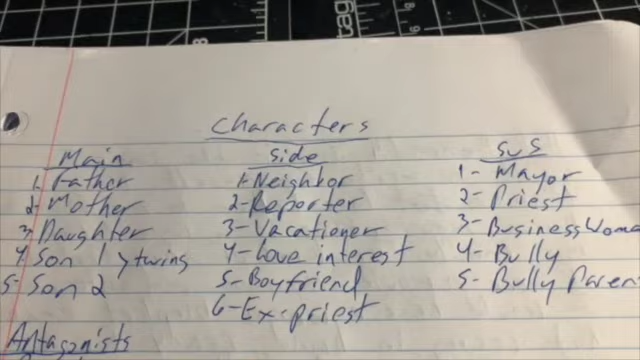 Characters
Main
1. Father
2. Mother
3. Daughter
4. Son 1 > twins
5- Son 2
Side
1- Neighbor
2- Reporter
3- Vacationer
4- Love interest
5- Boyfriend
6- Ex-priest
SuS
1- Mayor
2- Priest
3- Business Woma
4- Bully
5- Bully Paren
Antagonists